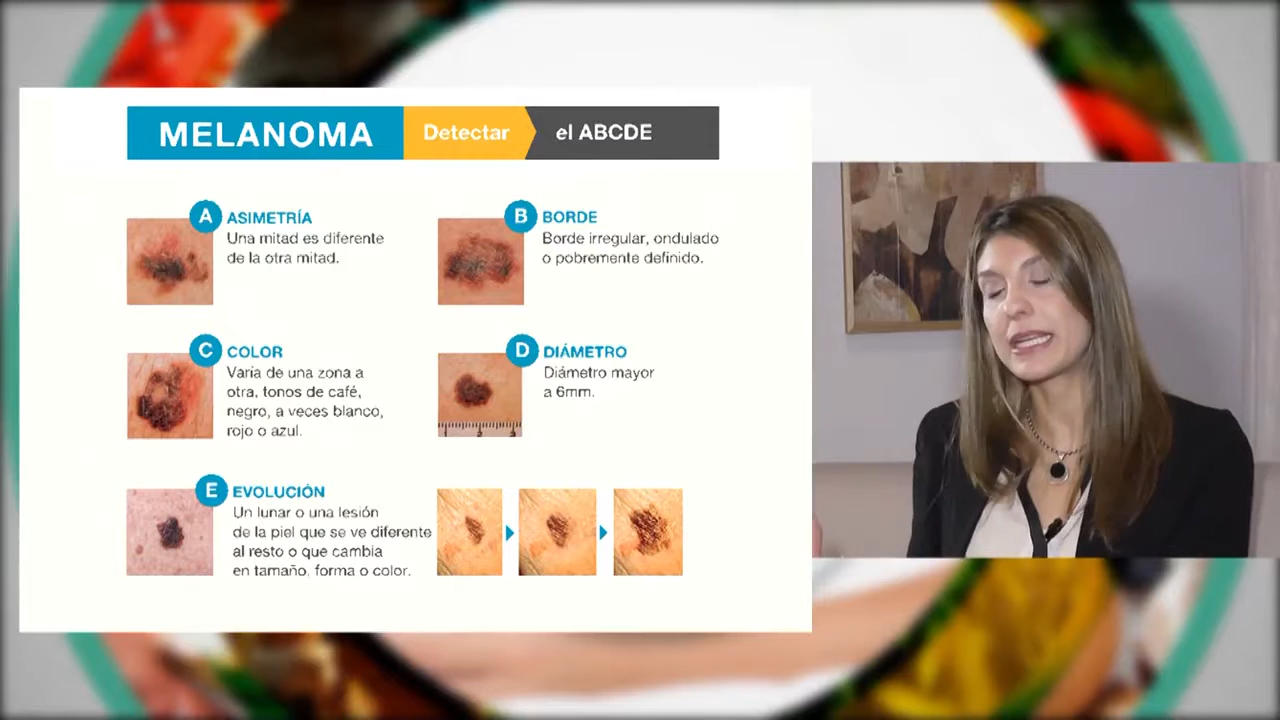 MELANOMA Detectar el ABCDE
A ASIMETRÍA
Una mitad es diferente
de la otra mitad.
B BORDE
Borde irregular, ondulado
o pobremente definido.
C COLOR
Varía de una zona a
otra, tonos de café,
negro, a veces blanco,
rojo o azul.
D DIÁMETRO
Diámetro mayor
a 6mm.
E EVOLUCIÓN
Un lunar o una lesión
de la piel que se ve diferente
al resto o que cambia
en tamaño, forma o color.